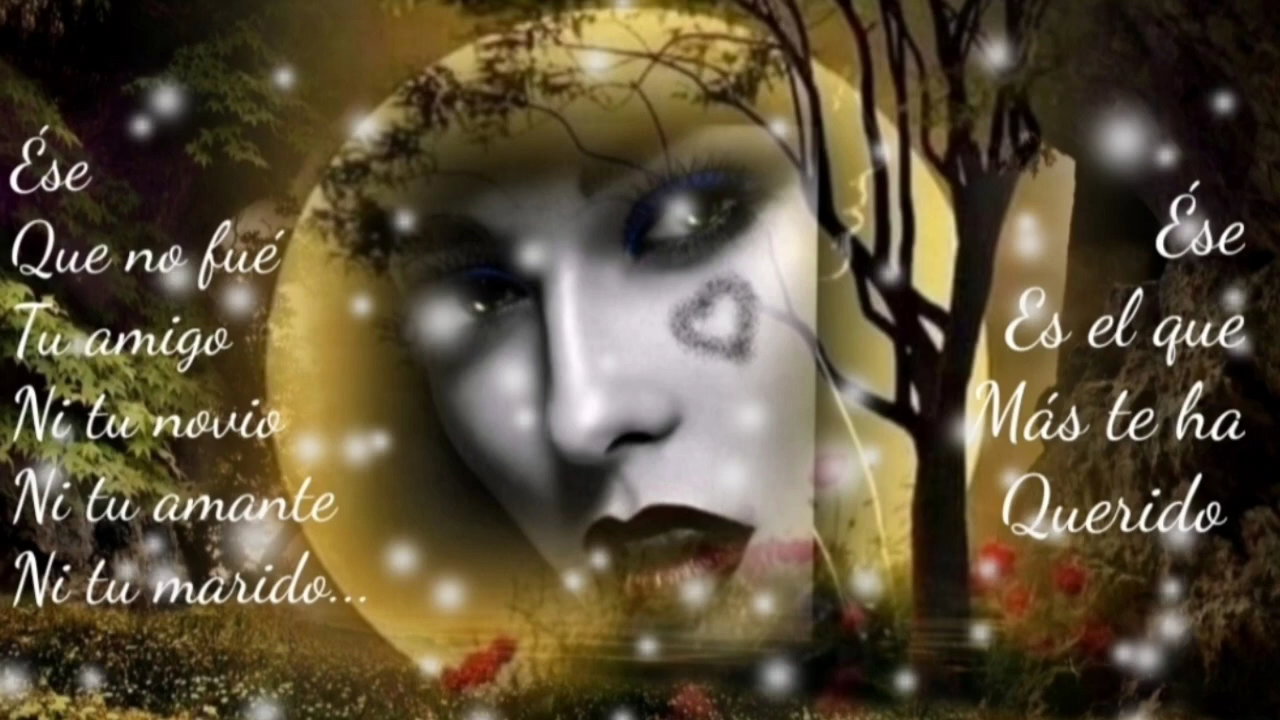 Ése
Que no fué
Tu amigo
Ni tu novio
Ni tu amante
Ni tu marido...
Ése
Es el que
Más te ha
Querido